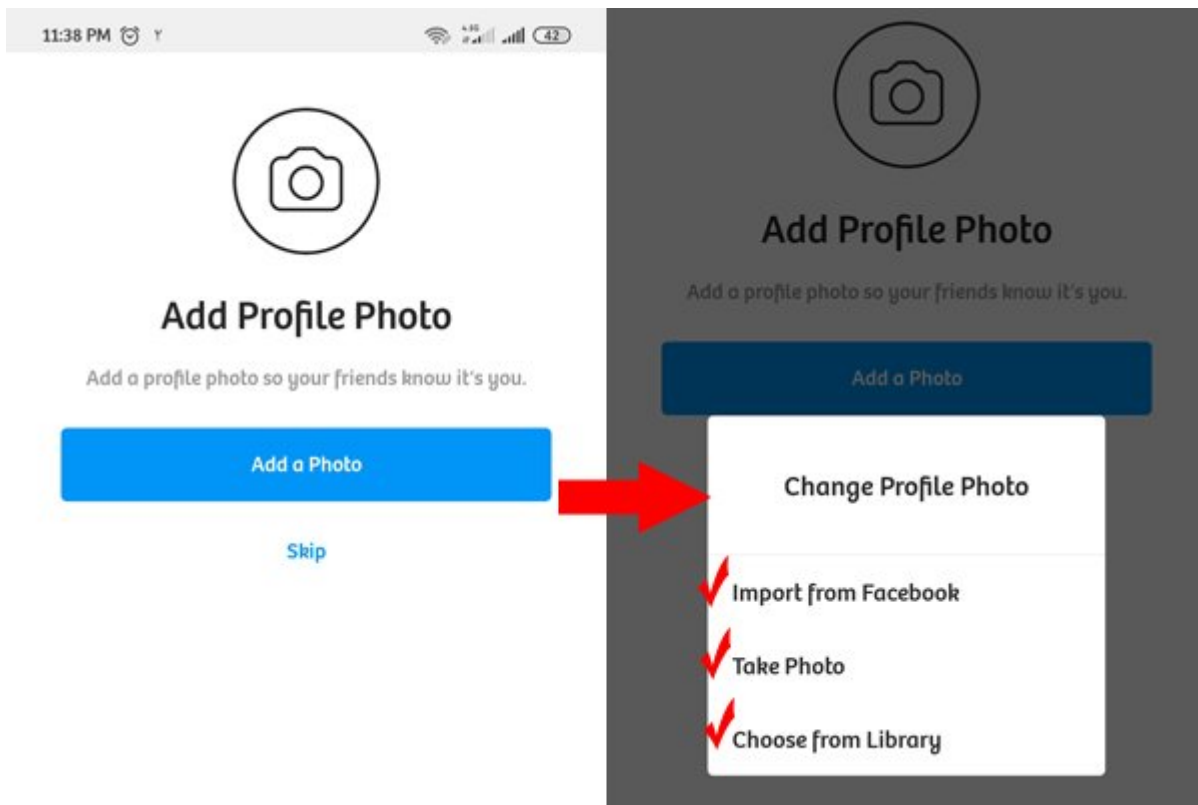 11:38 PM ٢
42
Add Profile Photo
Add a profile photo so your friends know it's you.
Add a Photo
Skip
Add Profile Photo
Add a profile photo so your friends know it's you.
Add a Photo
Change Profile Photo
Import from Facebook
Take Photo
Choose from Library